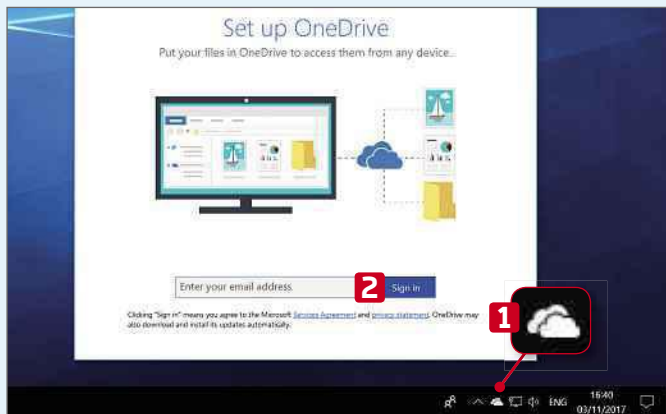 Set up OneDrive
Put your files in OneDrive to access them from any device.
Enter your email address
2
Sign in
Clicking "Sign in" means you agree to the Microsoft Services Agreement and privacy statement. OneDrive may
also download and install its updates automatically.
1
ENG
16:40
03/11/2017